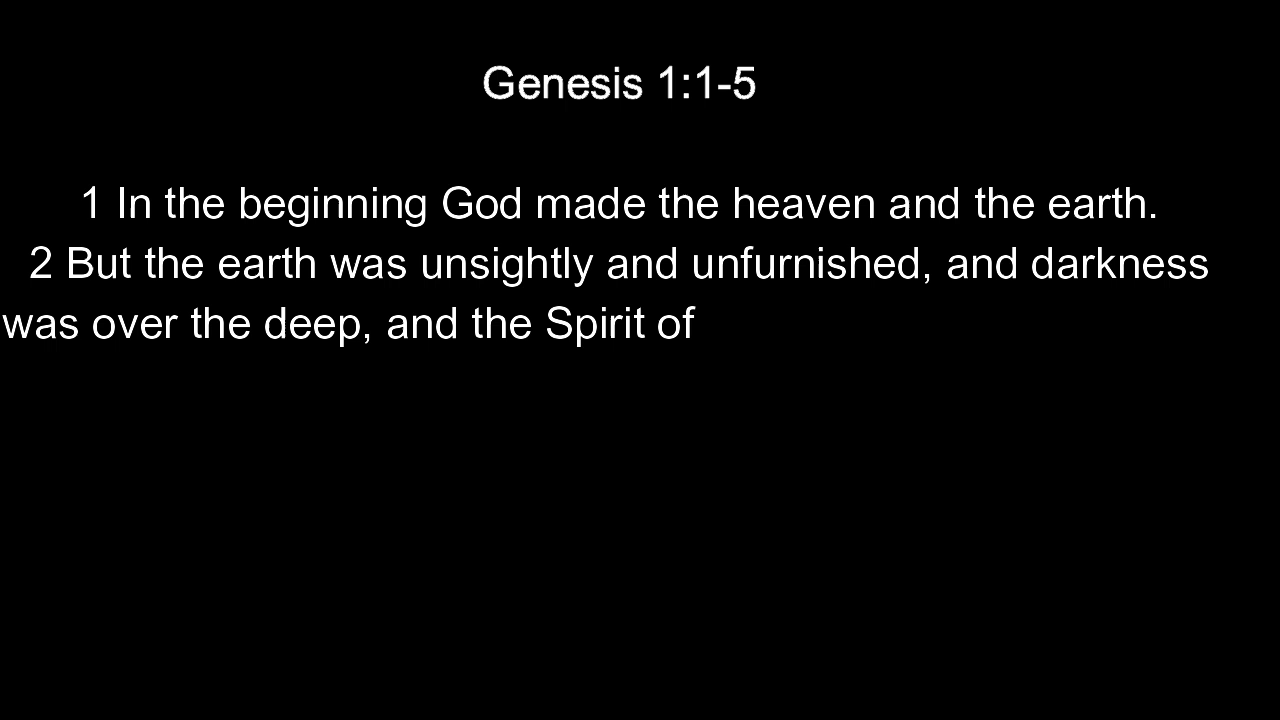 Genesis 1:1-5
1 In the beginning God made the heaven and the earth.
2 But the earth was unsightly and unfurnished, and darkness
was over the deep, and the Spirit of